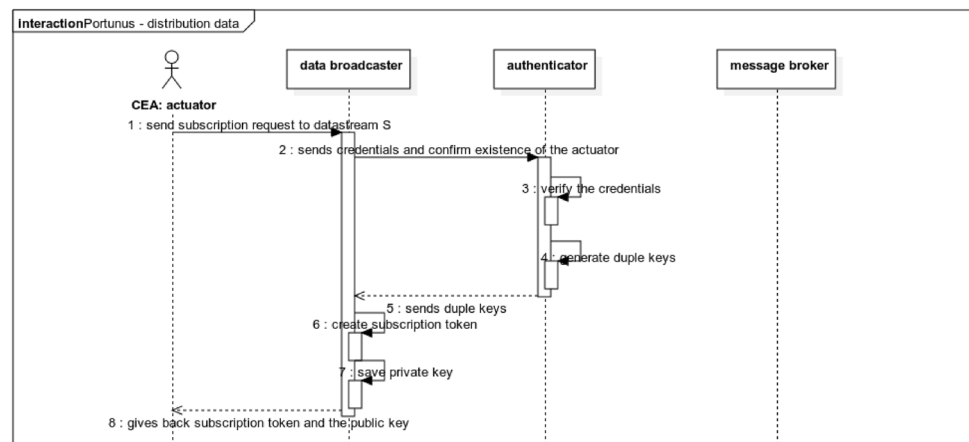 interactionPortunus - distribution data
data broadcaster
authenticator
message broker
CEA: actuator
1 : send subscription request to datastream S
2 : sends credentials and confirm existence of the actuator
3 : verify the credentials
4 : generate duple keys
5 : sends duple keys
6 : create subscription token
7 : save private key
8 : gives back subscription token and the public key